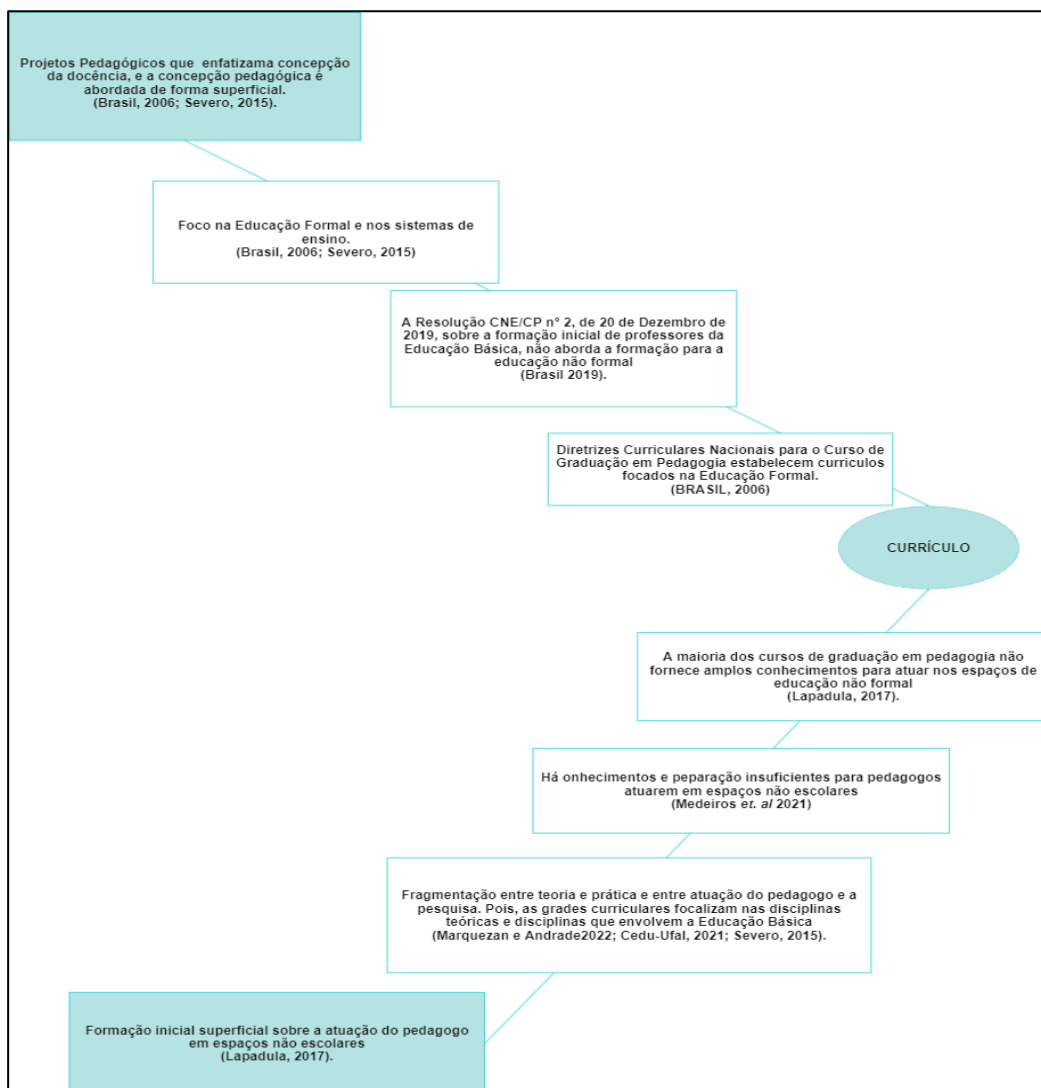 Projetos Pedagógicos que enfatizama concepção
da docência, e a concepção pedagógica é
abordada de forma superficial.
(Brasil, 2006; Severo, 2015).
Foco na Educação Formal e nos sistemas de
ensino.
(Brasil, 2006; Severo, 2015)
A Resolução CNE/CP n° 2, de 20 de Dezembro de
2019, sobre a formação inicial de professores da
Educação Básica, não aborda a formação para a
educação não formal
(Brasil 2019).
Diretrizes Curriculares Nacionais para o Curso de
Graduação em Pedagogia estabelecem currículos
focados na Educação Formal.
(BRASIL, 2006)
CURRÍCULO
A maioria dos cursos de graduação em pedagogia não
fornece amplos conhecimentos para atuar nos espaços de
educação não formal
(Lapadula, 2017).
Há onhecimentos e peparação insuficientes para pedagogos
atuarem em espaços não escolares
(Medeiros et. al 2021)
Fragmentação entre teoria e prática e entre atuação do pedagogo e a
pesquisa. Pois, as grades curriculares focalizam nas disciplinas
teóricas e disciplinas que envolvem a Educação Básica
(Marquezan e Andrade2022; Cedu-Ufal, 2021; Severo, 2015).
Formação inicial superficial sobre a atuação do pedagogo
em espaços não escolares
(Lapadula, 2017).